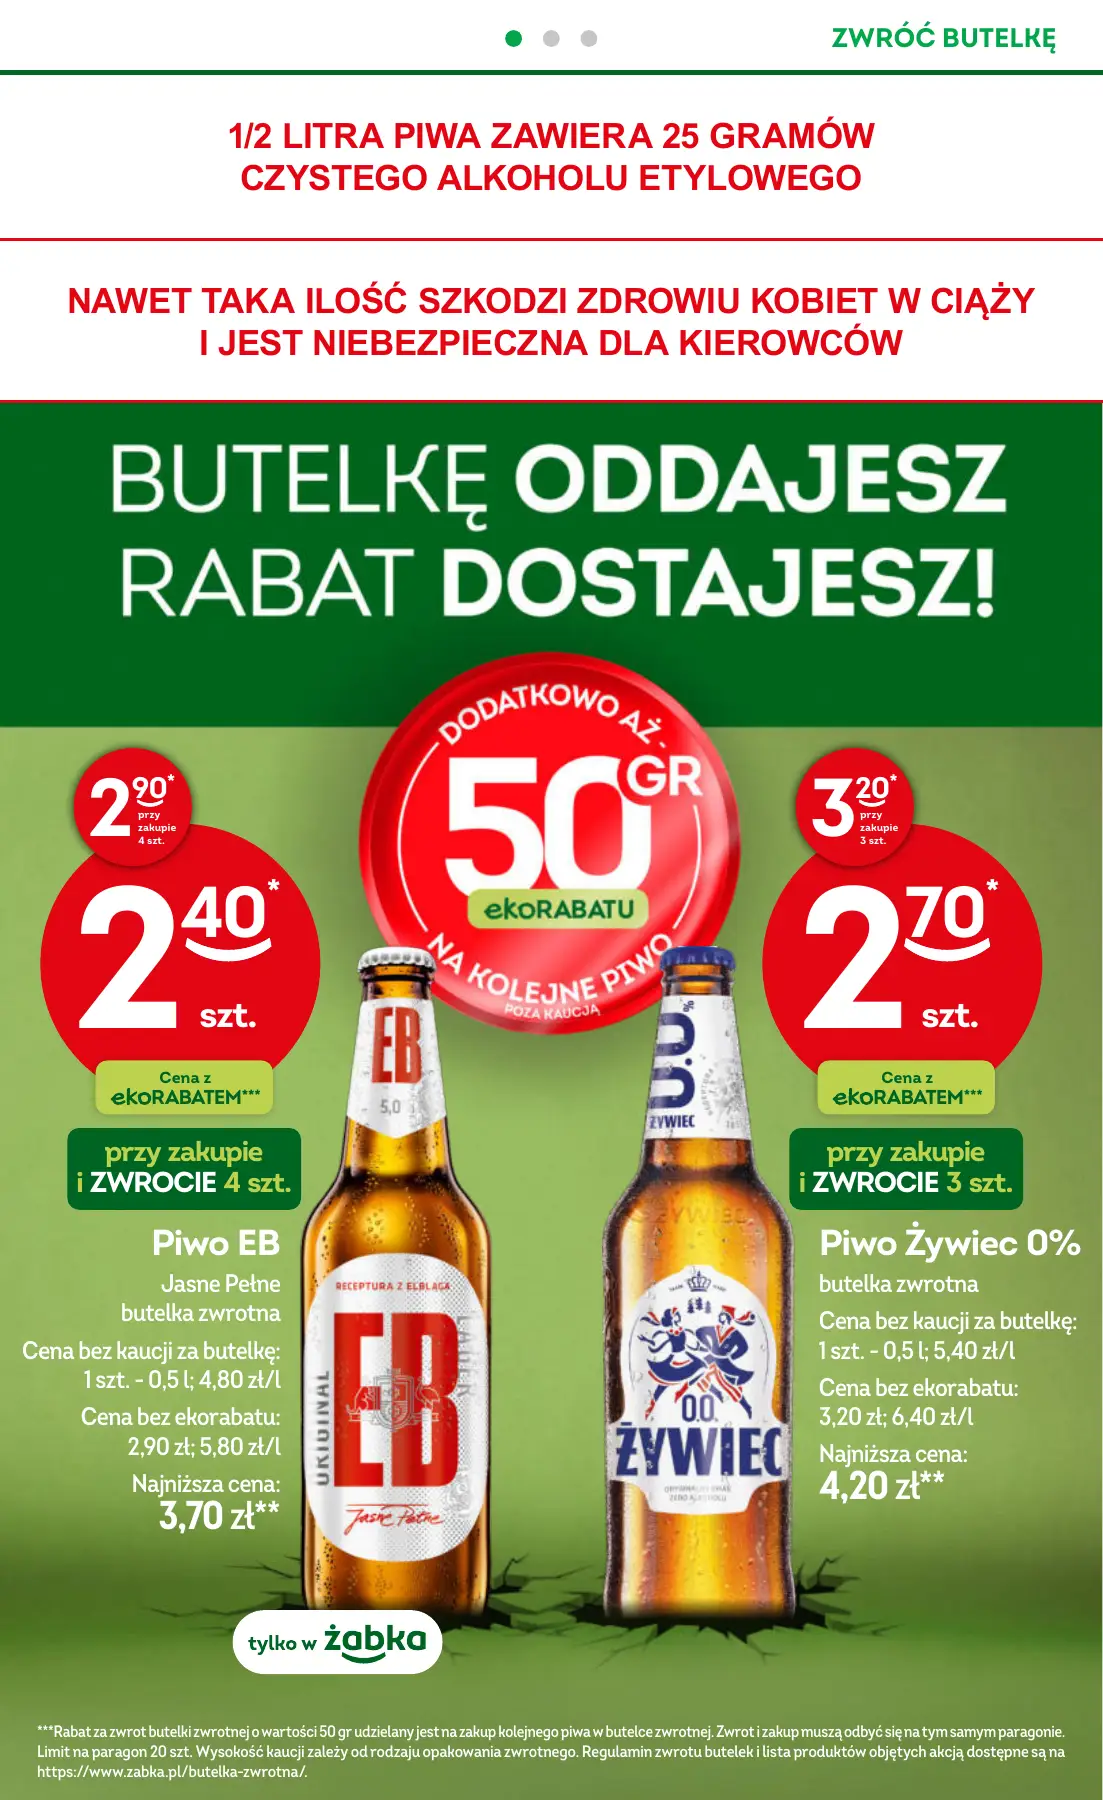 ZWRÓĆ BUTELKĘ
1/2 LITRA PIWA ZAWIERA 25 GRAMÓW
CZYSTEGO ALKOHOLU ETYLOWEGO
NAWET TAKA ILOŚĆ SZKODZI ZDROWIU KOBIET W CIĄŻY
I JEST NIEBEZPIECZNA DLA KIEROWCÓW
BUTELKĘ ODDAJESZ
RABAT DOSTAJESZ!
DODATKOWO AŻ
50 GR
ekoRABATU
NA KOLEJNE PIWO
POZA KAUCJĄ
2 90*
przy
zakupie
4 szt.
2 40*
szt.
Cena z
ekoRABATEM***
przy zakupie
i ZWROCIE 4 szt.
Piwo EB
Jasne Pełne
butelka zwrotna
Cena bez kaucji za butelkę:
1 szt. - 0,5 l; 4,80 zł/l
Cena bez ekorabatu:
2,90 zł; 5,80 zł/l
Najniższa cena:
3,70 zł**
EB
5,0
RECEPTURA Z ELBLĄGA
EB
ORIGINAL
Jasne Pełne
3 20*
przy
zakupie
3 szt.
2 70*
szt.
Cena z
ekoRABATEM***
przy zakupie
i ZWROCIE 3 szt.
Piwo Żywiec 0%
butelka zwrotna
Cena bez kaucji za butelkę:
1 szt. - 0,5 l; 5,40 zł/l
Cena bez ekorabatu:
3,20 zł; 6,40 zł/l
Najniższa cena:
4,20 zł**
0.0%
ŻYWIEC
0.0.
ŻYWIEC
tylko w żabka
***Rabat za zwrot butelki zwrotnej o wartości 50 gr udzielany jest na zakup kolejnego piwa w butelce zwrotnej. Zwrot i zakup muszą odbyć się na tym samym paragonie.
Limit na paragon 20 szt. Wysokość kaucji zależy od rodzaju opakowania zwrotnego. Regulamin zwrotu butelek i lista produktów objętych akcją dostępne są na
https://www.zabka.pl/butelka-zwrotna/.